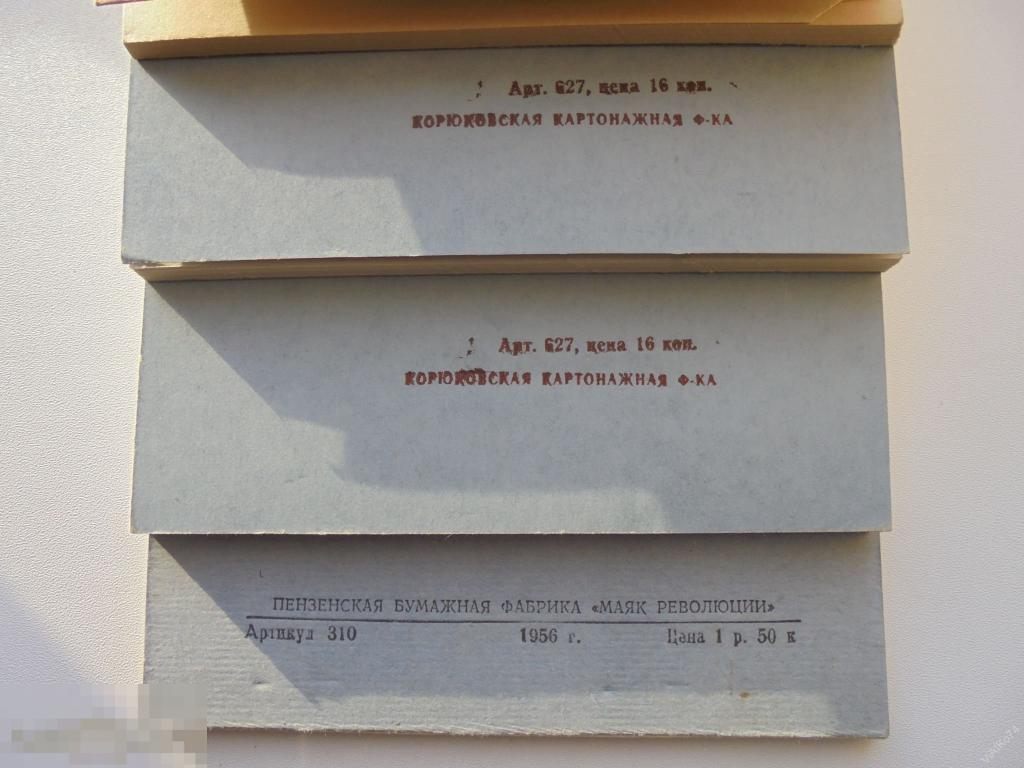 Арт. 627, цена 16 коп.
КОРЮКОВСКАЯ КАРТОНАЖНАЯ Ф-КА
Арт. 627, цена 16 коп.
КОРЮКОВСКАЯ КАРТОНАЖНАЯ Ф-КА
ПЕНЗЕНСКАЯ БУМАЖНАЯ ФАБРИКА «МАЯК РЕВОЛЮЦИИ»
Артикул 310 1956 г. Цена 1 р. 50 к